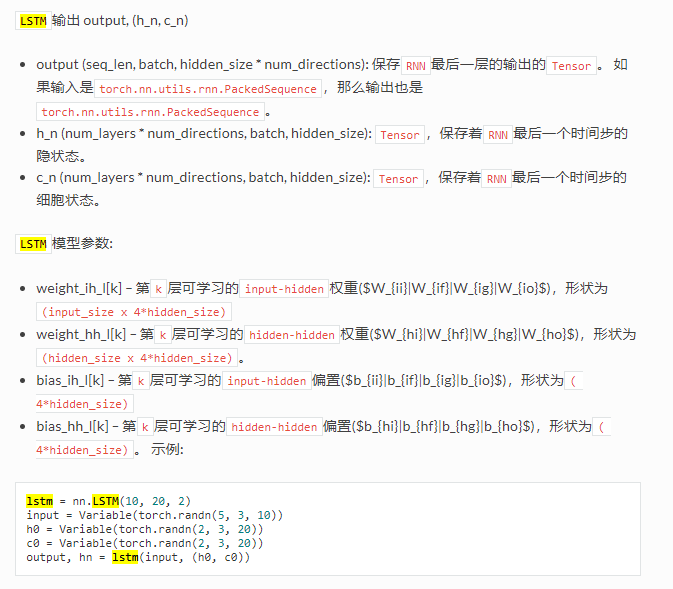 LSTM 输出 output, (h_n, c_n)
output (seq_len, batch, hidden_size * num_directions): 保存 RNN 最后一层的输出的 Tensor 。 如
果输入是 torch.nn.utils.rnn.PackedSequence ，那么输出也是
torch.nn.utils.rnn.PackedSequence 。
h_n (num_layers * num_directions, batch, hidden_size): Tensor ，保存着 RNN 最后一个时间步的
隐状态。
c_n (num_layers * num_directions, batch, hidden_size): Tensor ，保存着 RNN 最后一个时间步的
细胞状态。
LSTM 模型参数:
weight_ih_l[k] – 第 k 层可学习的 input-hidden 权重($W_{ii}|W_{if}|W_{ig}|W_{io}$)，形状为
(input_size x 4*hidden_size)
weight_hh_l[k] – 第 k 层可学习的 hidden-hidden 权重($W_{hi}|W_{hf}|W_{hg}|W_{ho}$)，形状为
(hidden_size x 4*hidden_size) 。
bias_ih_l[k] – 第 k 层可学习的 input-hidden 偏置($b_{ii}|b_{if}|b_{ig}|b_{io}$)，形状为 (
4*hidden_size)
bias_hh_l[k] – 第 k 层可学习的 hidden-hidden 偏置($b_{hi}|b_{hf}|b_{hg}|b_{ho}$)，形状为 (
4*hidden_size) 。 示例:
lstm = nn.LSTM(10, 20, 2)
input = Variable(torch.randn(5, 3, 10))
h0 = Variable(torch.randn(2, 3, 20))
c0 = Variable(torch.randn(2, 3, 20))
output, hn = lstm(input, (h0, c0))